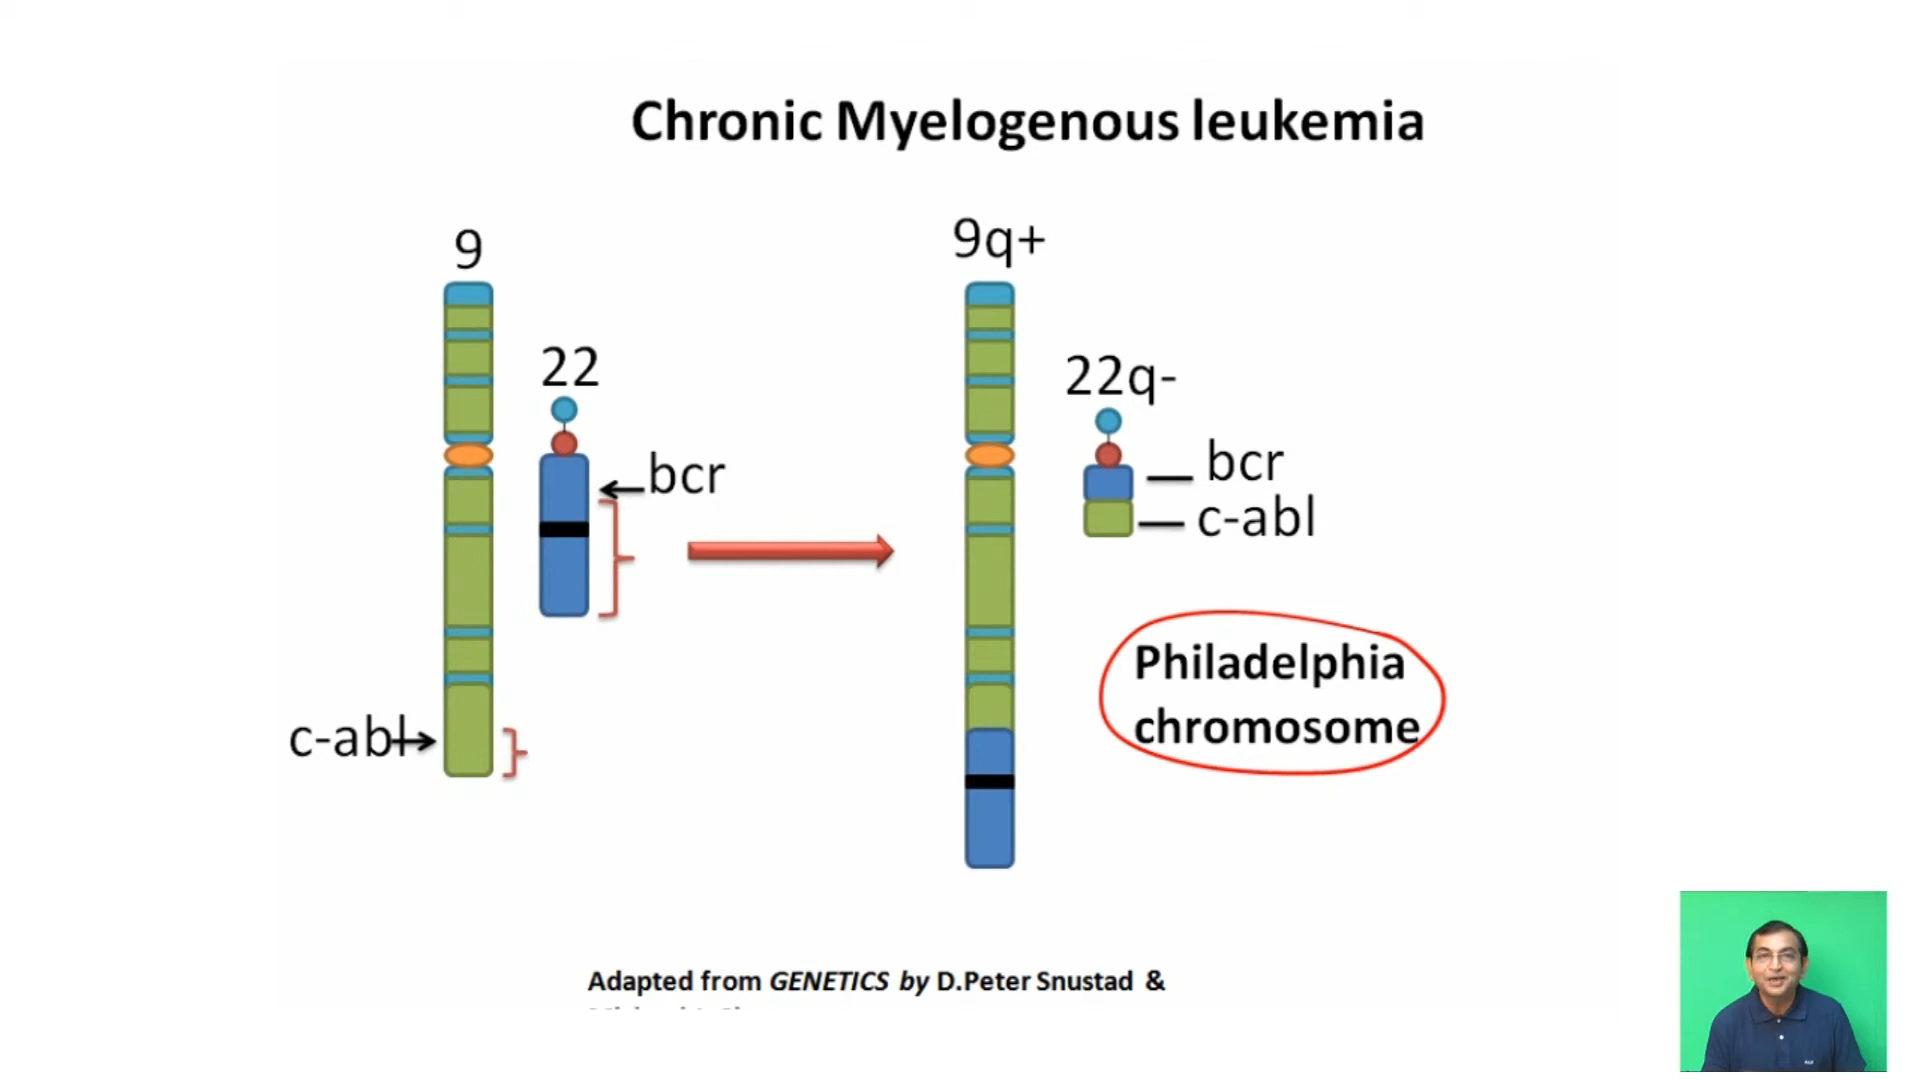 Chronic Myelogenous leukemia
9
22
bcr
c-abl
9q+
22q-
bcr
c-abl
Philadelphia
chromosome
Adapted from GENETICS by D.Peter Snustad &